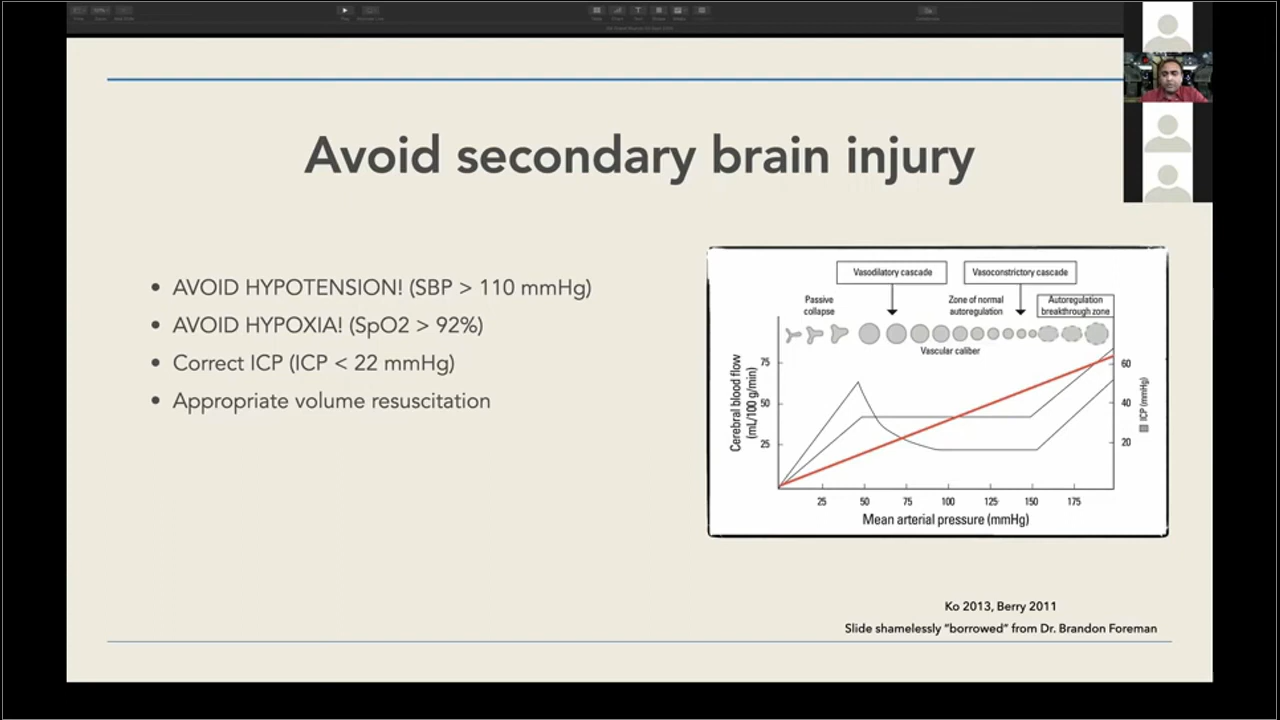 Avoid secondary brain injury
• AVOID HYPOTENSION! (SBP > 110 mmHg)
• AVOID HYPOXIA! (SpO2 > 92%)
• Correct ICP (ICP < 22 mmHg)
• Appropriate volume resuscitation
Vasodilatory cascade
Vasoconstrictory cascade
Passive
collapse
Zone of normal
autoregulation
Autoregulation
breakthrough zone
Vascular caliber
Cerebral blood flow
(mL/100 g/min)
75
50
25
60
40
20
ICP (mmHg)
25 50 75 100 125 150 175
Mean arterial pressure (mmHg)
Ko 2013, Berry 2011
Slide shamelessly “borrowed” from Dr. Brandon Foreman